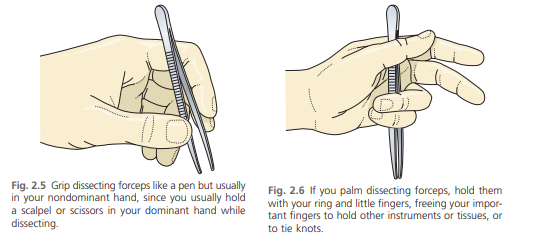 Fig. 2.5 Grip dissecting forceps like a pen but usually
in your nondominant hand, since you usually hold
a scalpel or scissors in your dominant hand while
dissecting.
Fig. 2.6 If you palm dissecting forceps, hold them
with your ring and little fingers, freeing your impor-
tant fingers to hold other instruments or tissues, or
to tie knots.